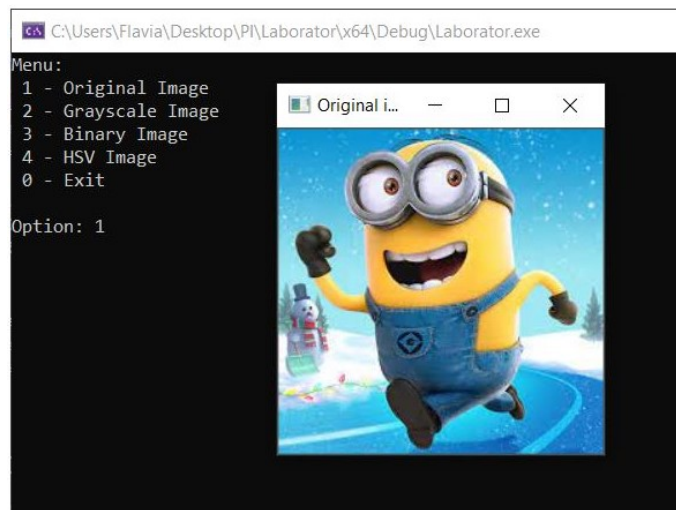 C:\Users\Flavia\Desktop\PI\Laborator\x64\Debug\Laborator.exe
Menu:
1 - Original Image
2 - Grayscale Image
3 - Binary Image
4 - HSV Image
0 - Exit
Option: 1
Original i...